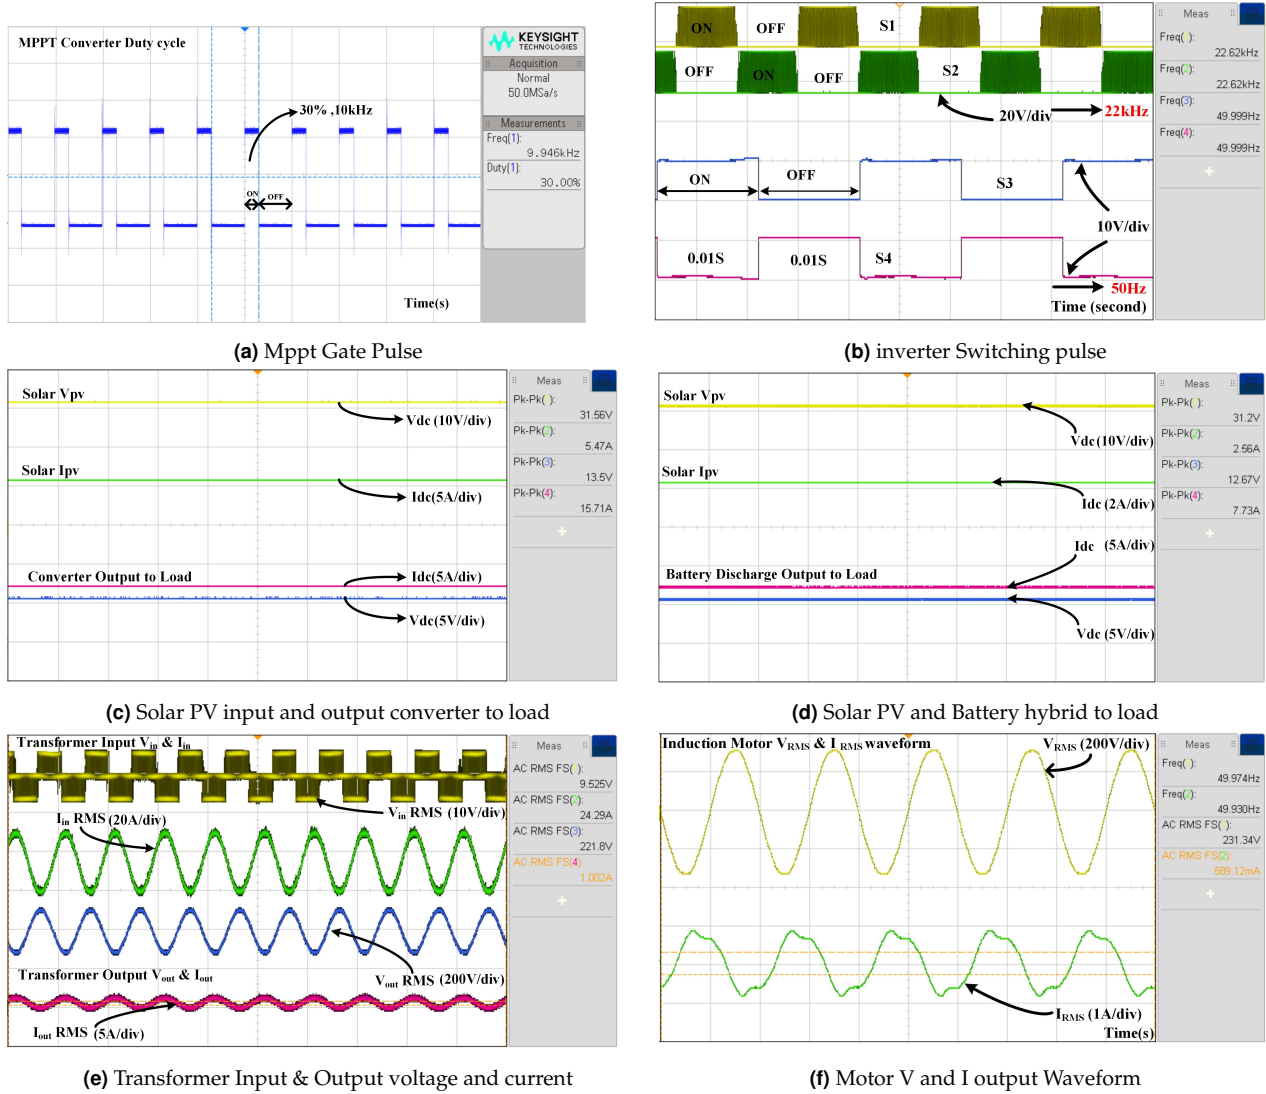 MPPT Converter Duty cycle
30% ,10kHz
ON
OFF
Time(s)
KEYSIGHT
TECHNOLOGIES
Acquisition
Normal
50.0MSa/s
Measurements
Freq(1):
9.946kHz
Duty(1):
30.00%
(a) Mppt Gate Pulse
ON
OFF
S1
OFF
ON
OFF
S2
20V/div
22kHz
ON
OFF
S3
10V/div
0.01S
0.01S
S4
50Hz
Time (second)
Meas
Freq(1):
22.62kHz
Freq(2):
22.62kHz
Freq(3):
49.999Hz
Freq(4):
49.999Hz
(b) inverter Switching pulse
Solar Vpv
Vdc (10V/div)
Solar Ipv
Idc(5A/div)
Converter Output to Load
Idc(5A/div)
Vdc(5V/div)
Meas
Pk-Pk(1):
31.56V
Pk-Pk(2):
5.47A
Pk-Pk(3):
13.5V
Pk-Pk(4):
15.71A
(c) Solar PV input and output converter to load
Solar Vpv
Vdc(10V/div)
Solar Ipv
Idc (2A/div)
Idc (5A/div)
Battery Discharge Output to Load
Vdc (5V/div)
Meas
Pk-Pk(1):
31.2V
Pk-Pk(2):
2.56A
Pk-Pk(3):
12.67V
Pk-Pk(4):
7.73A
(d) Solar PV and Battery hybrid to load
Transformer Input Vin & Iin
Vin RMS (10V/div)
Iin RMS (20A/div)
Vout RMS (200V/div)
Transformer Output Vout & Iout
Iout RMS (5A/div)
Meas
AC RMS FS(1):
9.525V
AC RMS FS(2):
24.29A
AC RMS FS(3):
221.8V
AC RMS FS(4):
1.002A
(e) Transformer Input & Output voltage and current
Induction Motor VRMS & I RMS waveform
VRMS (200V/div)
IRMS (1A/div)
Time(s)
Meas
Freq(1):
49.974Hz
Freq(2):
49.930Hz
AC RMS FS(1):
231.34V
AC RMS FS(2):
589.12mA
(f) Motor V and I output Waveform